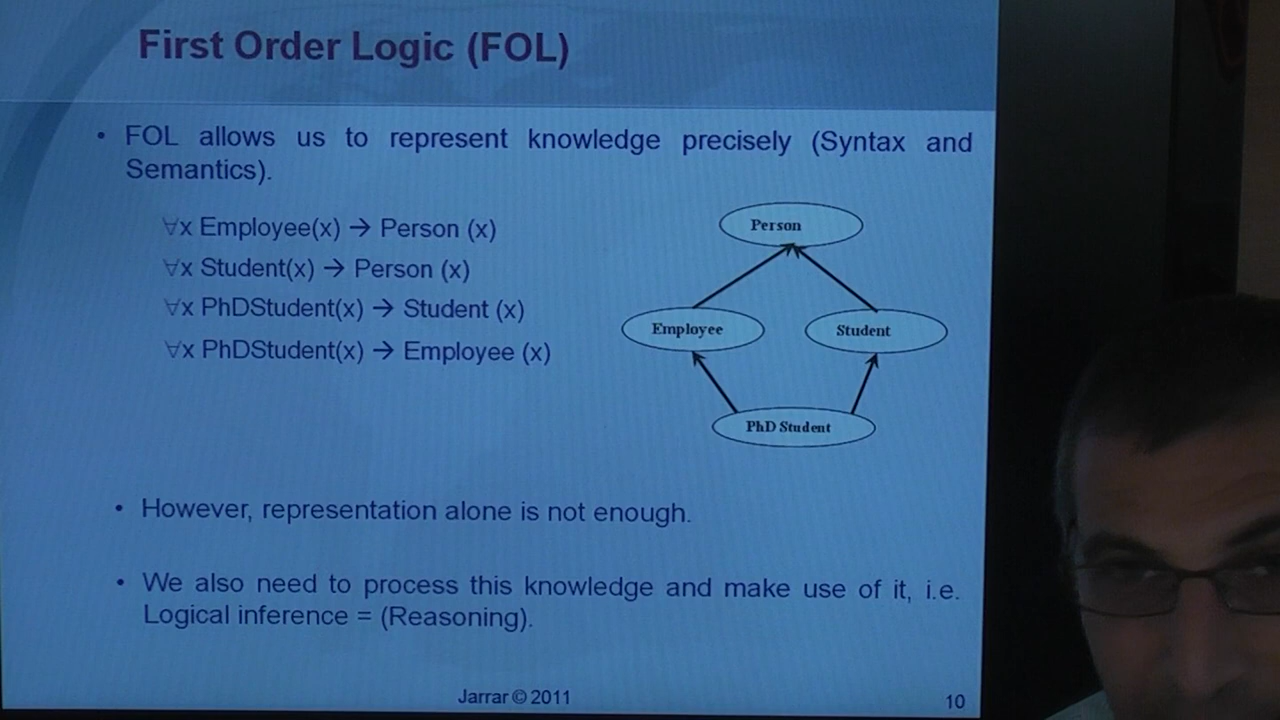 First Order Logic (FOL)
• FOL allows us to represent knowledge precisely (Syntax and
Semantics).
∀x Employee(x) → Person (x)
∀x Student(x) → Person (x)
∀x PhDStudent(x) → Student (x)
∀x PhDStudent(x) → Employee (x)
Person
Employee
Student
PhD Student
• However, representation alone is not enough.
• We also need to process this knowledge and make use of it, i.e.
Logical inference = (Reasoning).
Jarrar © 2011
10